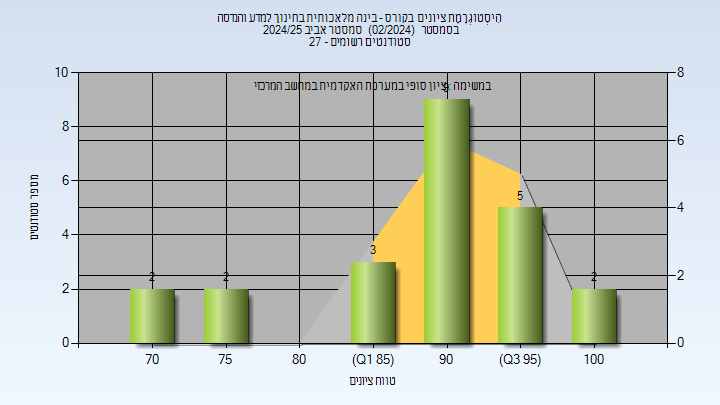 היסטוגרמת ציונים בקורס - בינה מלאכותית בחינוך למדע והנדסה
בסמסטר (02/2024) סמסטר אביב 2024/25
סטודנטים רשומים - 27
במשימה: ציון סופי במערכת האקדמית במחשב המרכזי
מספר סטודנטים
10
8
6
4
2
0
8
6
4
2
0
2
2
3
9
5
2
70
75
80
(Q1 85)
90
(Q3 95)
100
טווח ציונים